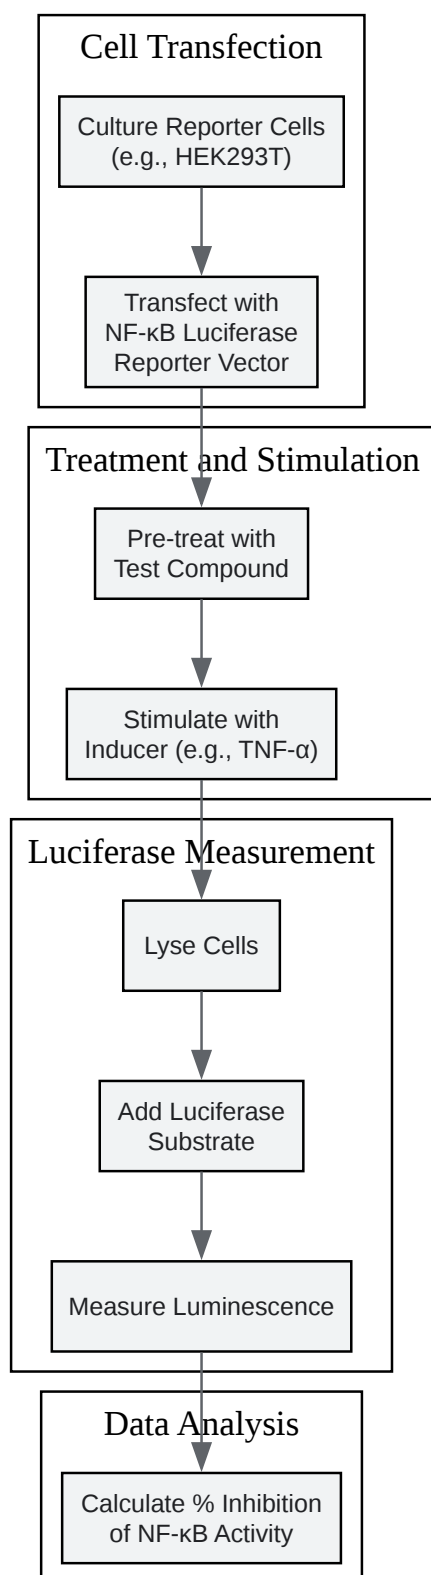 Cell Transfection
Culture Reporter Cells
(e.g., HEK293T)
Transfect with
NF-κB Luciferase
Reporter Vector
Treatment and Stimulation
Pre-treat with
Test Compound
Stimulate with
Inducer (e.g., TNF-α)
Luciferase Measurement
Lyse Cells
Add Luciferase
Substrate
Measure Luminescence
Data Analysis
Calculate % Inhibition
of NF-κB Activity